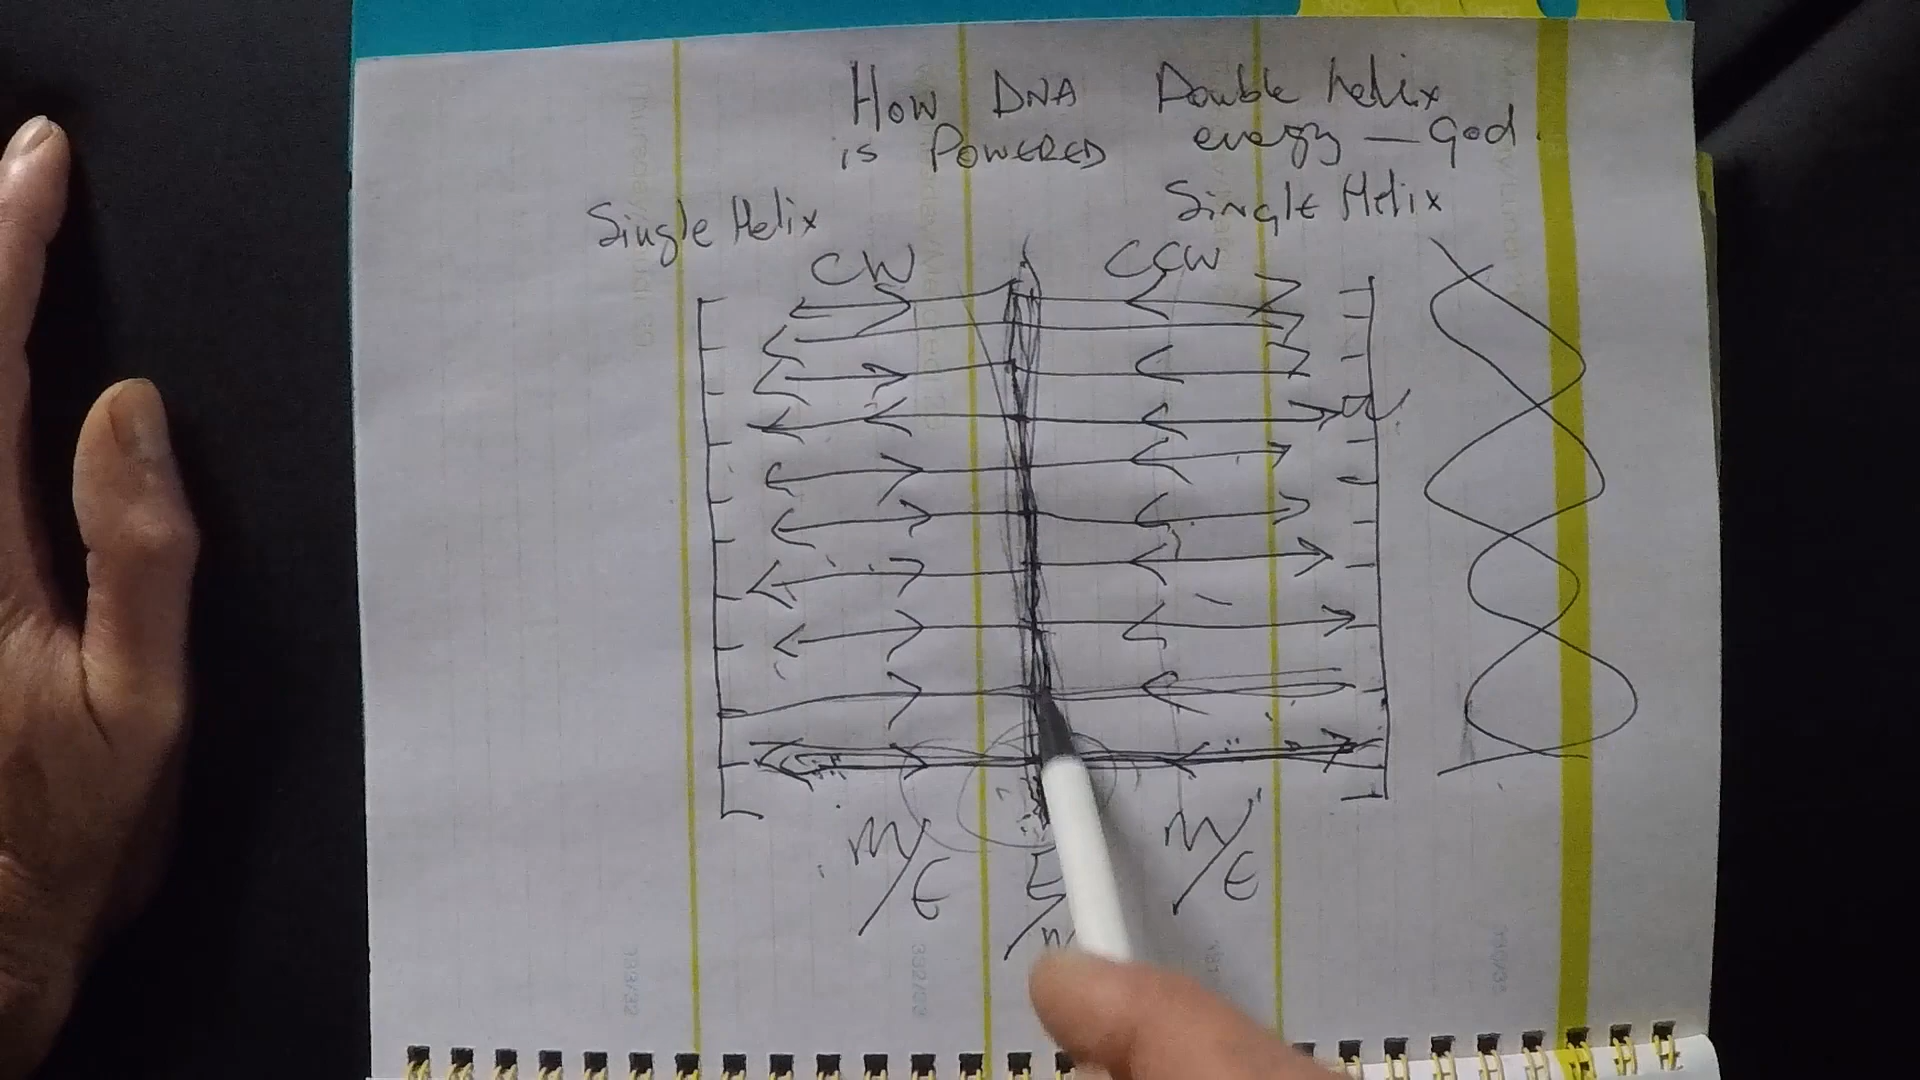 How DNA Double helix
is POWERED energy — god.
Single Helix
Single Helix
CW
CCW
M/E
E/
M/E